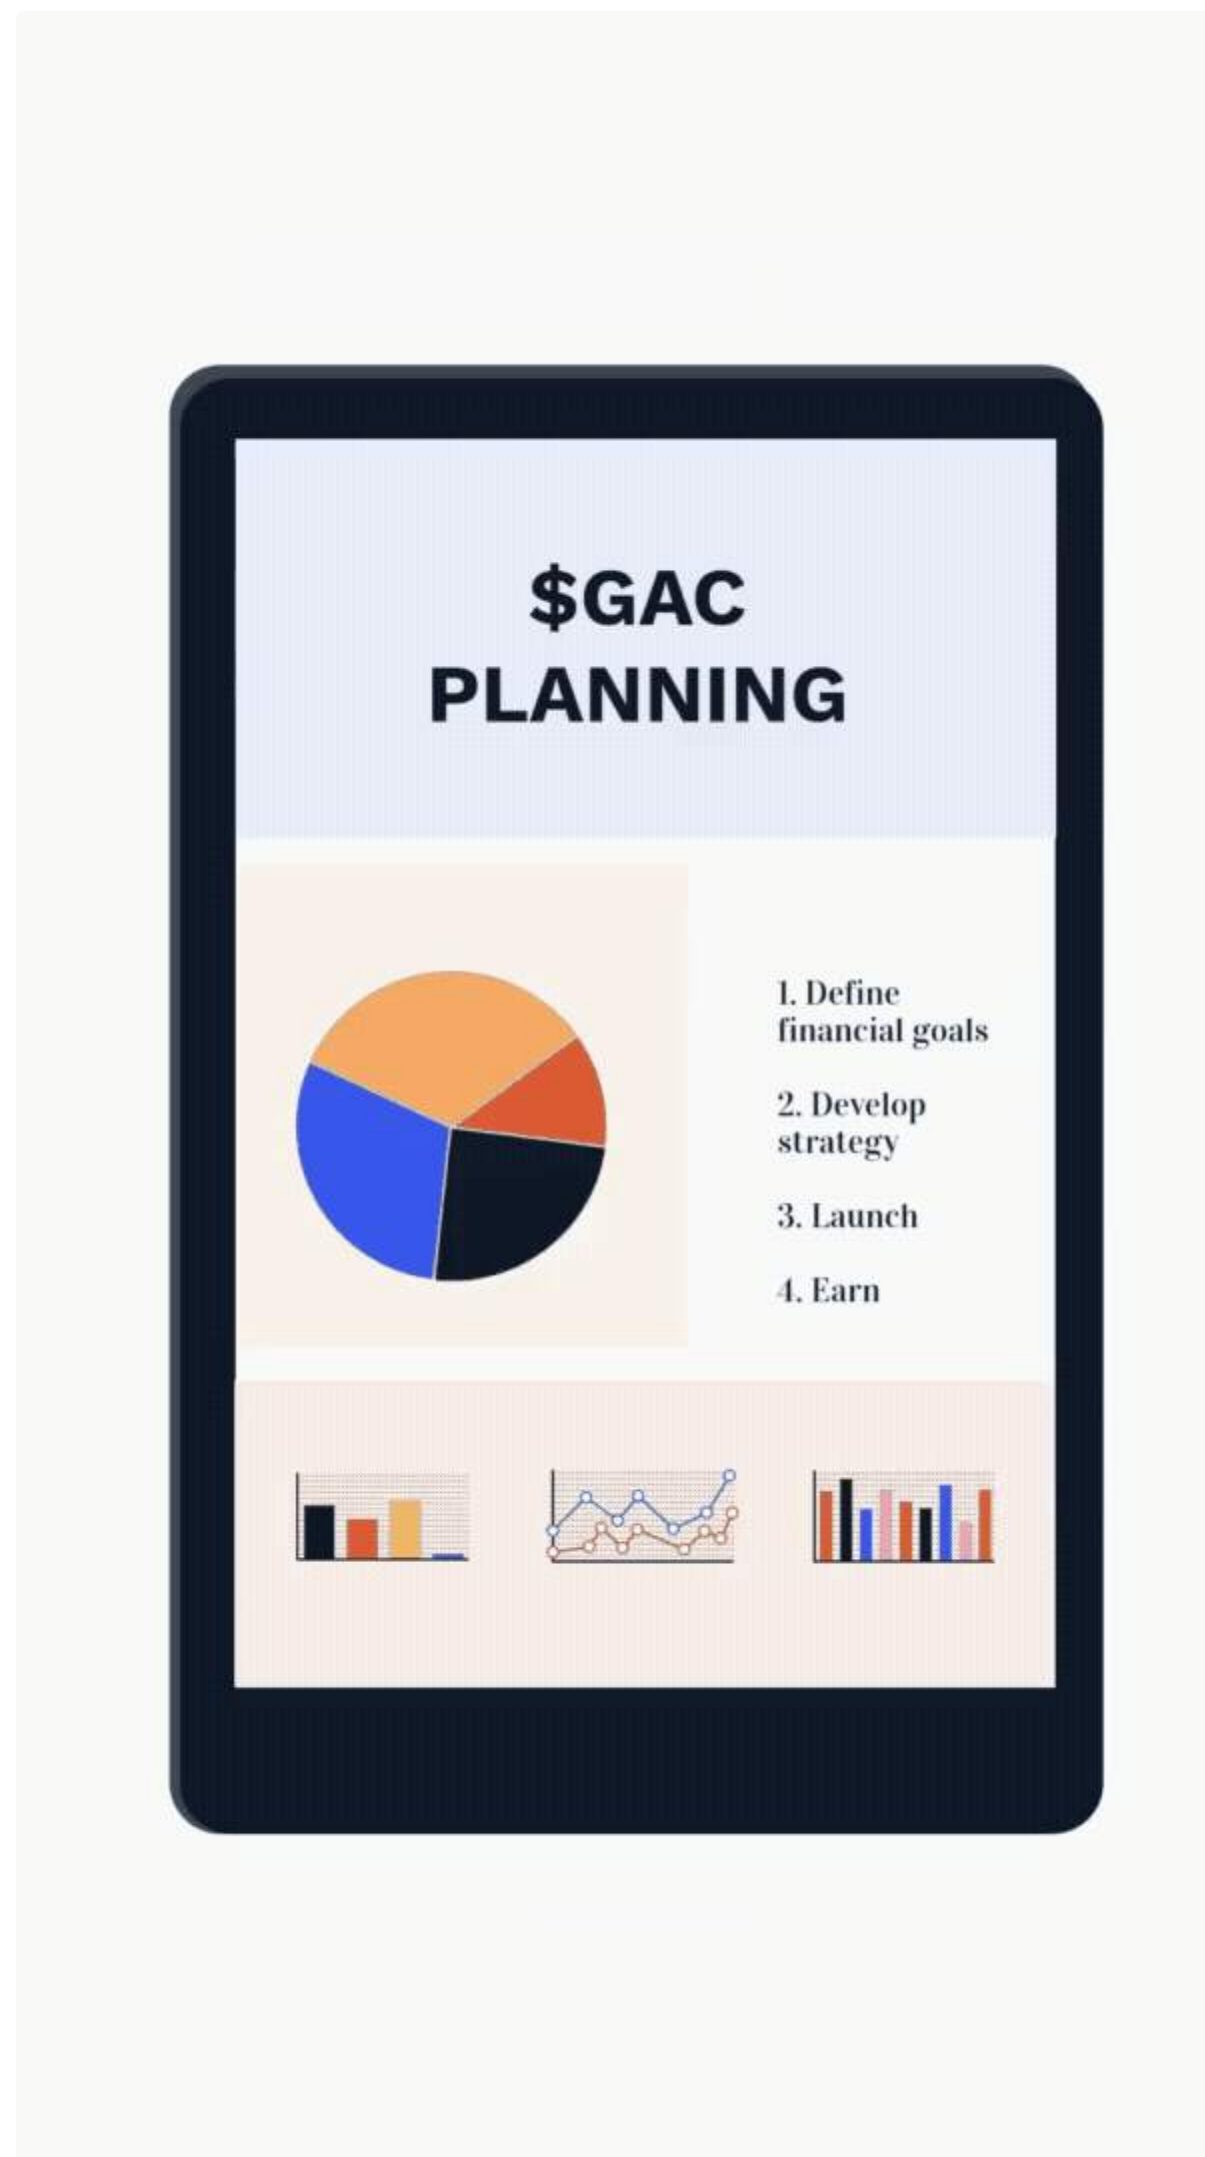 $GAC
PLANNING
1. Define
financial goals
2. Develop
strategy
3. Launch
4. Earn